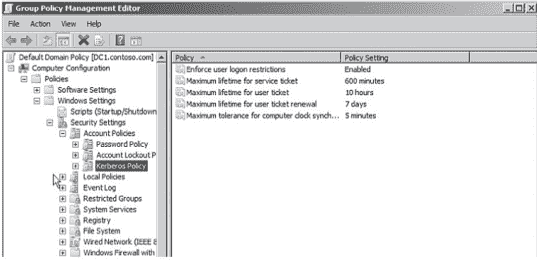 Group Policy Management Editor
File Action View Help
Default Domain Policy [DC1.contoso.com]
Computer Configuration
Policies
Software Settings
Windows Settings
Scripts (Startup/Shutdown
Security Settings
Account Policies
Password Policy
Account Lockout P
Kerberos Policy
Local Policies
Event Log
Restricted Groups
System Services
Registry
File System
Wired Network (IEEE 8
Windows Firewall with
Policy Policy Setting
Enforce user logon restrictions Enabled
Maximum lifetime for service ticket 600 minutes
Maximum lifetime for user ticket 10 hours
Maximum lifetime for user ticket renewal 7 days
Maximum tolerance for computer clock synch... 5 minutes